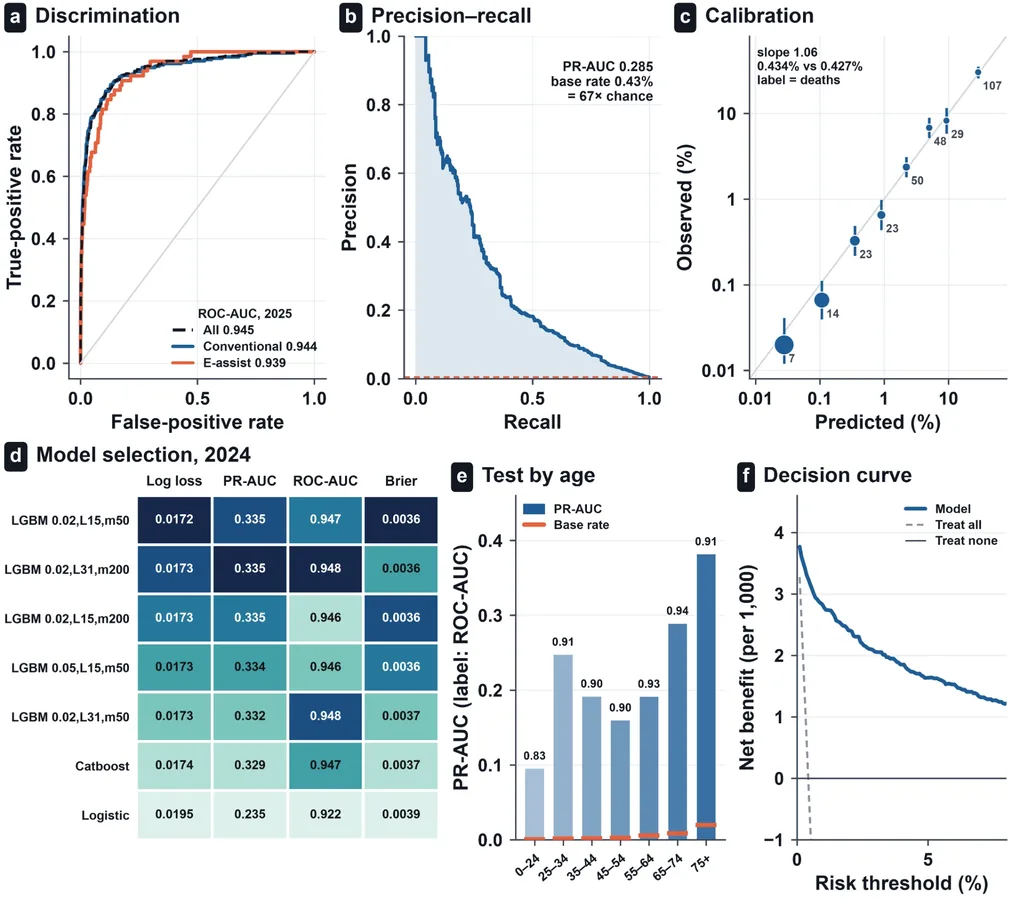 a Discrimination
True-positive rate
1.0
0.8
0.6
0.4
0.2
0.0
ROC-AUC, 2025
All 0.945
Conventional 0.944
E-assist 0.939
0.0 0.5 1.0
False-positive rate
b Precision–recall
Precision
1.0
0.8
0.6
0.4
0.2
0.0
PR-AUC 0.285
base rate 0.43%
= 67× chance
0.0 0.5 1.0
Recall
c Calibration
Observed (%)
slope 1.06
0.434% vs 0.427%
label = deaths
10
1
0.1
0.01
107
29
48
50
23
23
14
7
0.01 0.1 1 10
Predicted (%)
d Model selection, 2024
Log loss PR-AUC ROC-AUC Brier
LGBM 0.02,L15,m50 0.0172 0.335 0.947 0.0036
LGBM 0.02,L31,m200 0.0173 0.335 0.948 0.0036
LGBM 0.02,L15,m200 0.0173 0.335 0.946 0.0036
LGBM 0.05,L15,m50 0.0173 0.334 0.946 0.0036
LGBM 0.02,L31,m50 0.0173 0.332 0.948 0.0037
Catboost 0.0174 0.329 0.947 0.0037
Logistic 0.0195 0.235 0.922 0.0039
e Test by age
PR-AUC (label: ROC-AUC)
PR-AUC
Base rate
0.4
0.3
0.2
0.1
0.0
0.83 0.91 0.90 0.90 0.93 0.94 0.91
0–24 25–34 35–44 45–54 55–64 65–74 75+
f Decision curve
Net benefit (per 1,000)
Model
Treat all
Treat none
4
3
2
1
0
−1
0 5
Risk threshold (%)